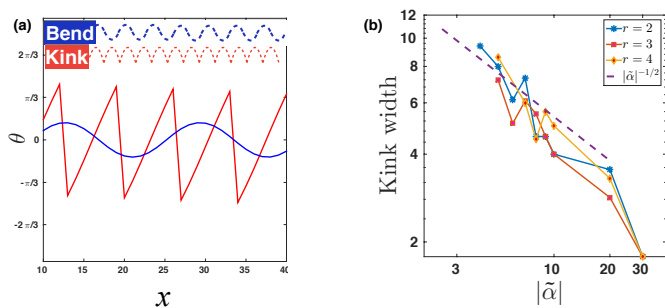 (a)
Bend
Kink
2π/3
π/3
0
-π/3
-2π/3
θ
10 15 20 25 30 35 40
x
(b)
12
10
8
6
4
2
Kink width
r = 2
r = 3
r = 4
|α̃|^{-1/2}
3 10 20 30
|α̃|